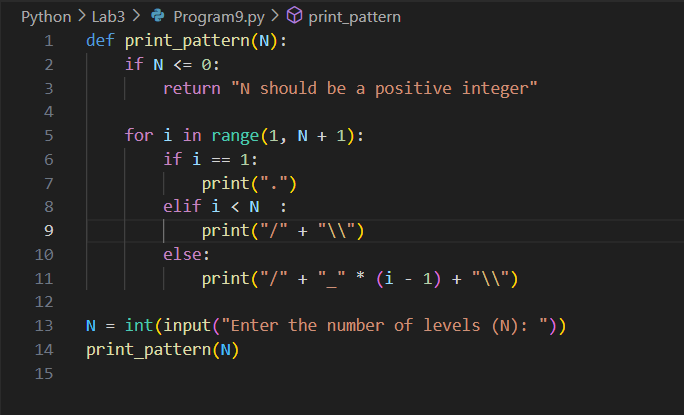 Python > Lab3 > Program9.py > print_pattern
1 def print_pattern(N):
2     if N <= 0:
3         return "N should be a positive integer"
4
5     for i in range(1, N + 1):
6         if i == 1:
7             print(".")
8         elif i < N  :
9             print("/" + "\\")
10         else:
11             print("/" + "_" * (i - 1) + "\\")
12
13 N = int(input("Enter the number of levels (N): "))
14 print_pattern(N)
15